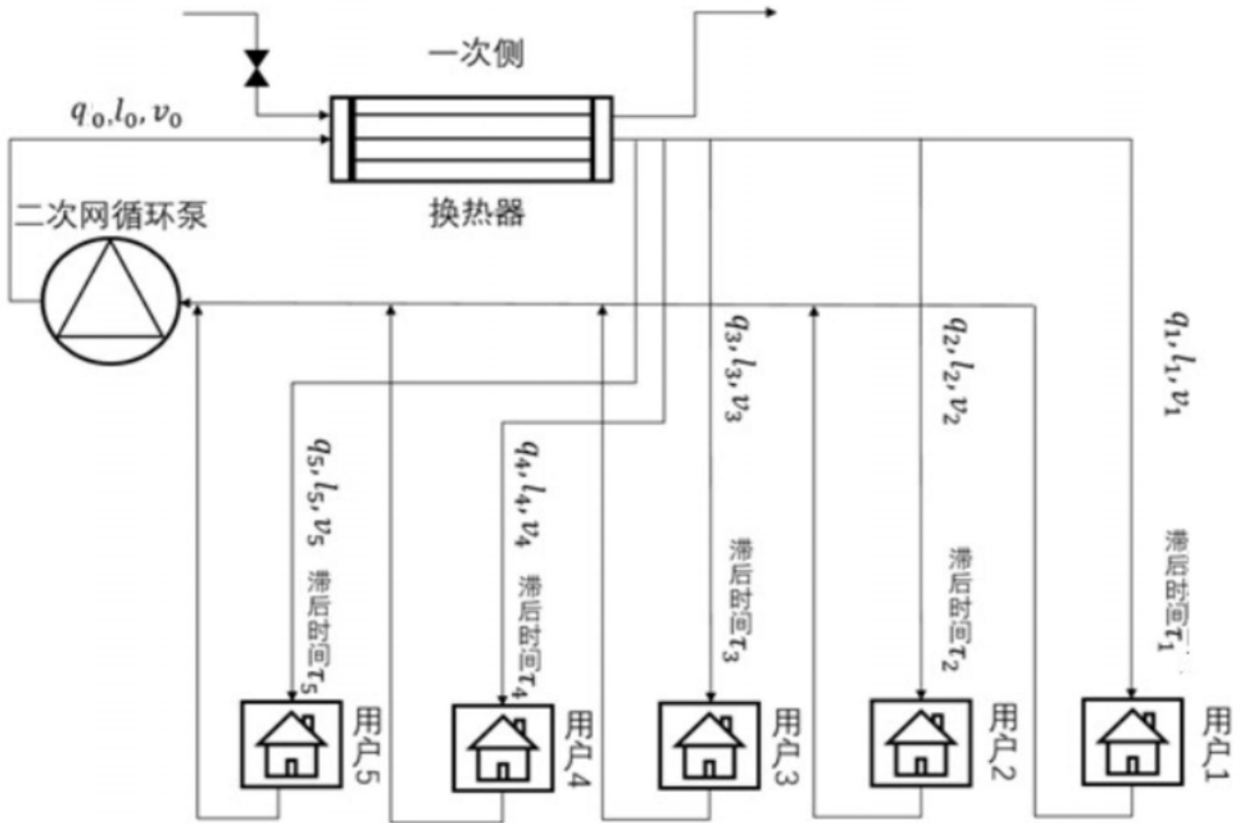 一次侧
q₀,l₀, v₀
二次网循环泵
换热器
q₁, l₁, v₁
q₂, l₂, v₂
q₃, l₃, v₃
q₄, l₄, v₄
q₅, l₅, v₅
滞后时间τ₁
滞后时间τ₂
滞后时间τ₃
滞后时间τ₄
滞后时间τ₅
用户5
用户4
用户3
用户2
用户1